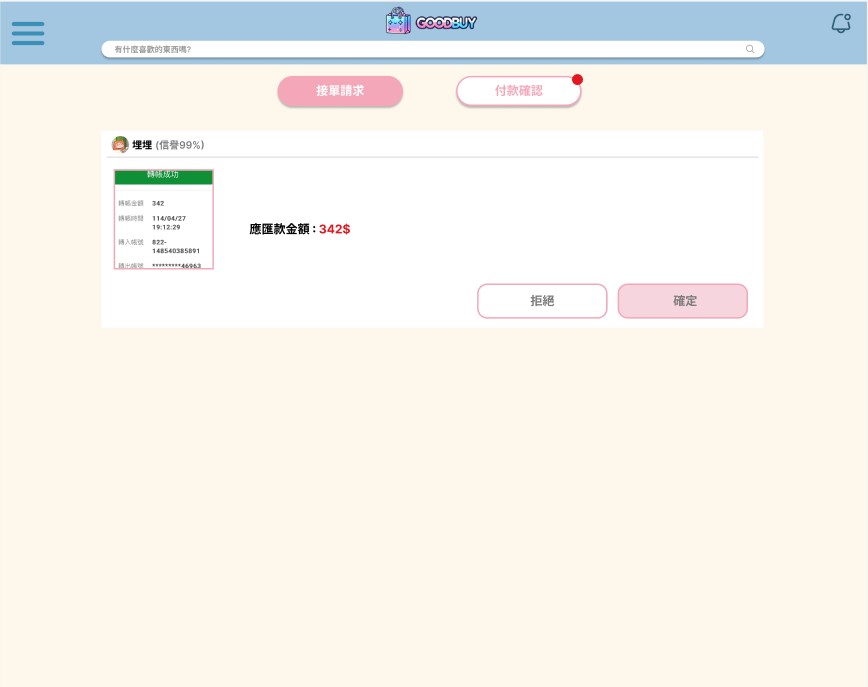 GOODBUY
有什麼喜歡的東西嗎?
接單請求
付款確認
埋埋 (信譽99%)
轉帳成功
轉帳金額 342
轉帳時間 114/04/27
19:12:29
轉入帳號 822-
148540385891
轉出帳號 *********46963
應匯款金額 : 342$
拒絕
確定